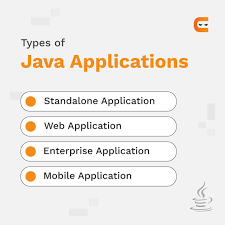 Types of
Java Applications
Standalone Application
Web Application
Enterprise Application
Mobile Application